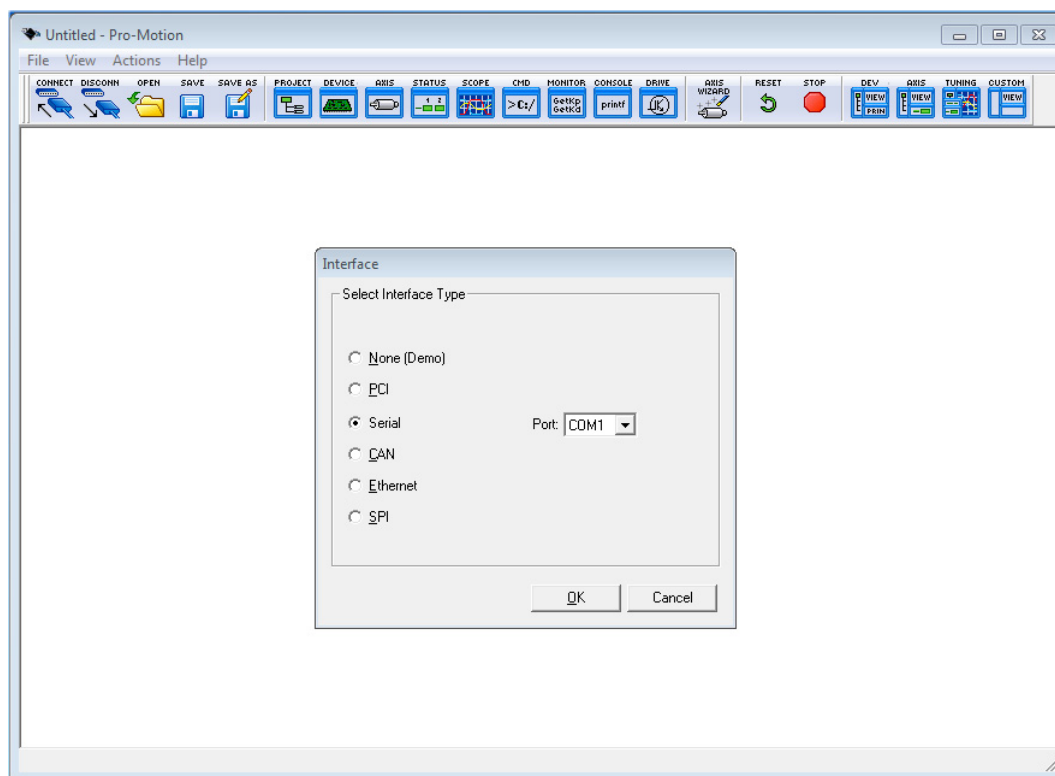 Untitled - Pro-Motion
File View Actions Help
CONNECT DISCONN OPEN SAVE SAVE AS PROJECT DEVICE AXIS STATUS SCOPE CMD MONITOR CONSOLE DRIVE AXIS WIZARD RESET STOP DEV AXIS TUNING CUSTOM
1 2 >C:/ GetKp GetKd printf VIEW PRIN VIEW VIEW
Interface
Select Interface Type
None (Demo)
PCI
Serial Port: COM1
CAN
Ethernet
SPI
OK Cancel